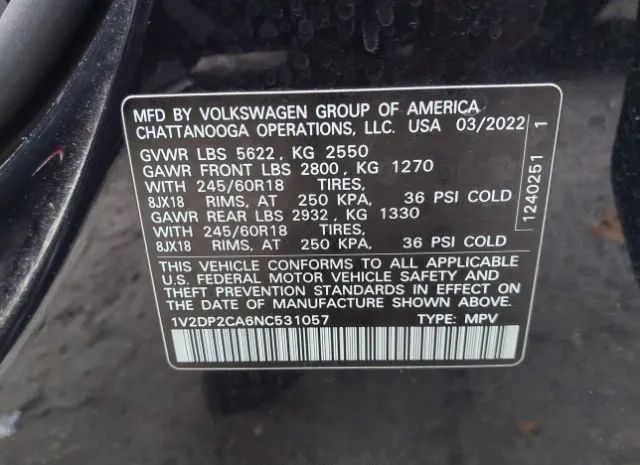 MFD BY VOLKSWAGEN GROUP OF AMERICA
CHATTANOOGA OPERATIONS, LLC. USA 03/2022
GVWR LBS 5622, KG 2550
GAWR FRONT LBS 2800, KG 1270
WITH 245/60R18 TIRES,
8JX18 RIMS, AT 250 KPA, 36 PSI COLD
GAWR REAR LBS 2932, KG 1330
WITH 245/60R18 TIRES,
8JX18 RIMS, AT 250 KPA, 36 PSI COLD
THIS VEHICLE CONFORMS TO ALL APPLICABLE
U.S. FEDERAL MOTOR VEHICLE SAFETY AND
THEFT PREVENTION STANDARDS IN EFFECT ON
THE DATE OF MANUFACTURE SHOWN ABOVE.
1V2DP2CA6NC531057 TYPE: MPV
1240251 1